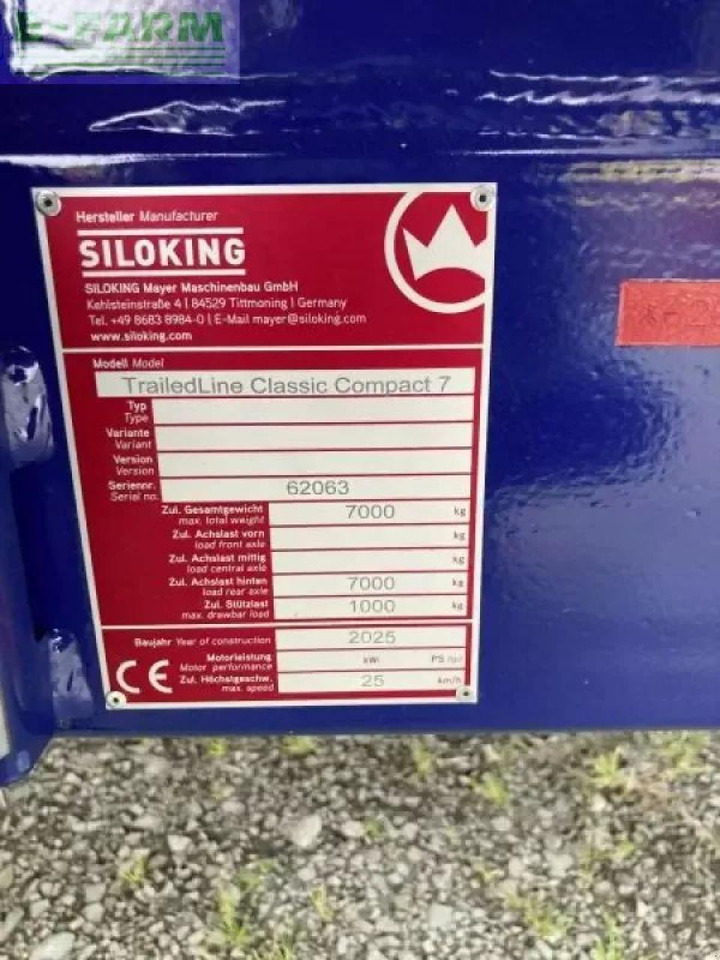 E-FARM
Hersteller Manufacturer
SILOKING
SILOKING Mayer Maschinenbau GmbH
Kehlsteinstraße 4 | 84529 Tittmoning | Germany
Tel. +49 8683 8984-0 | E-Mail mayer@siloking.com
www.siloking.com
Modell Model
TrailedLine Classic Compact 7
Typ
Type
Variante
Variant
Version
Version
Seriennr.
Serial no.
62063
Zul. Gesamtgewicht
max. total weight
7000 kg
Zul. Achslast vorn
load front axle
kg
Zul. Achslast mittig
load central axle
kg
Zul. Achslast hinten
load rear axle
7000 kg
Zul. Stützlast
max. drawbar load
1000 kg
Baujahr Year of construction
2025
CE
Motorleistung
Motor performance
kW/ PS
Zul. Höchstgeschw.
max. speed
25 km/h